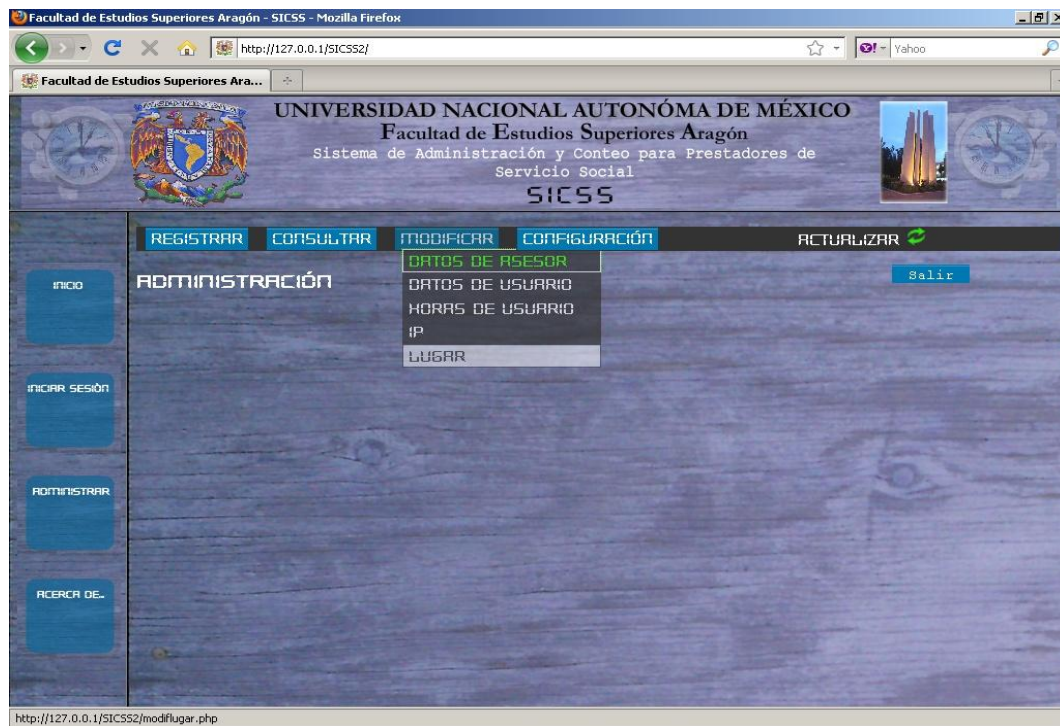 Facultad de Estudios Superiores Aragón - SICSS - Mozilla Firefox
http://127.0.0.1/SICSS2/
Yahoo
Facultad de Estudios Superiores Ara...
UNIVERSIDAD NACIONAL AUTONÓMA DE MÉXICO
Facultad de Estudios Superiores Aragón
Sistema de Administración y Conteo para Prestadores de
Servicio Social
SICSS
REGISTRAR CONSULTAR MODIFICAR CONFIGURACIÓN ACTUALIZAR
DATOS DE ASESOR
DATOS DE USUARIO
HORAS DE USUARIO
IP
LUGAR
ADMINISTRACIÓN
Salir
INICIO
INICIAR SESIÒN
ADMINISTRAR
ACERCA DE..
http://127.0.0.1/SICSS2/modiflugar.php